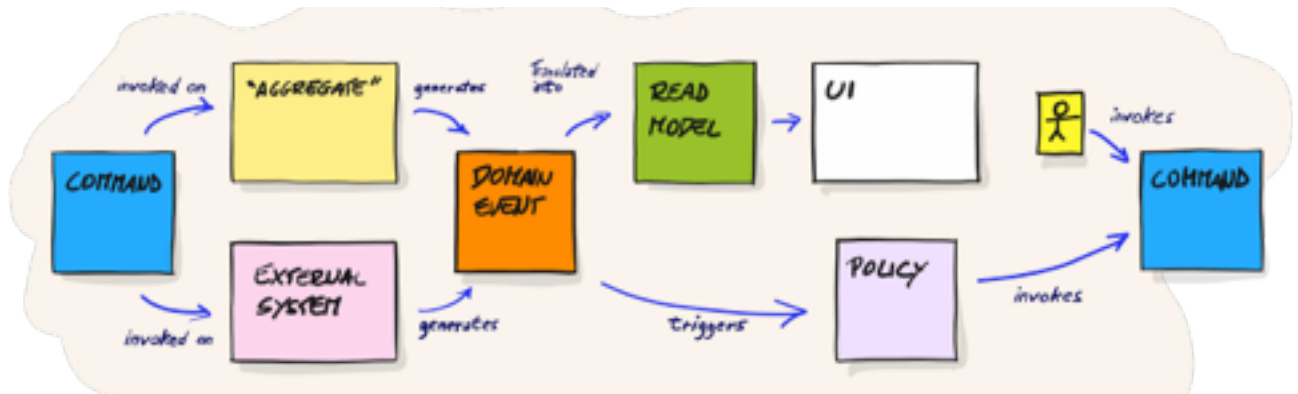 invoked on
"AGGREGATE"
generates
Translated
into
READ
MODEL
UI
invokes
COMMAND
DOMAIN
EVENT
COMMAND
EXTERNAL
SYSTEM
POLICY
invoked on
generates
triggers
invokes